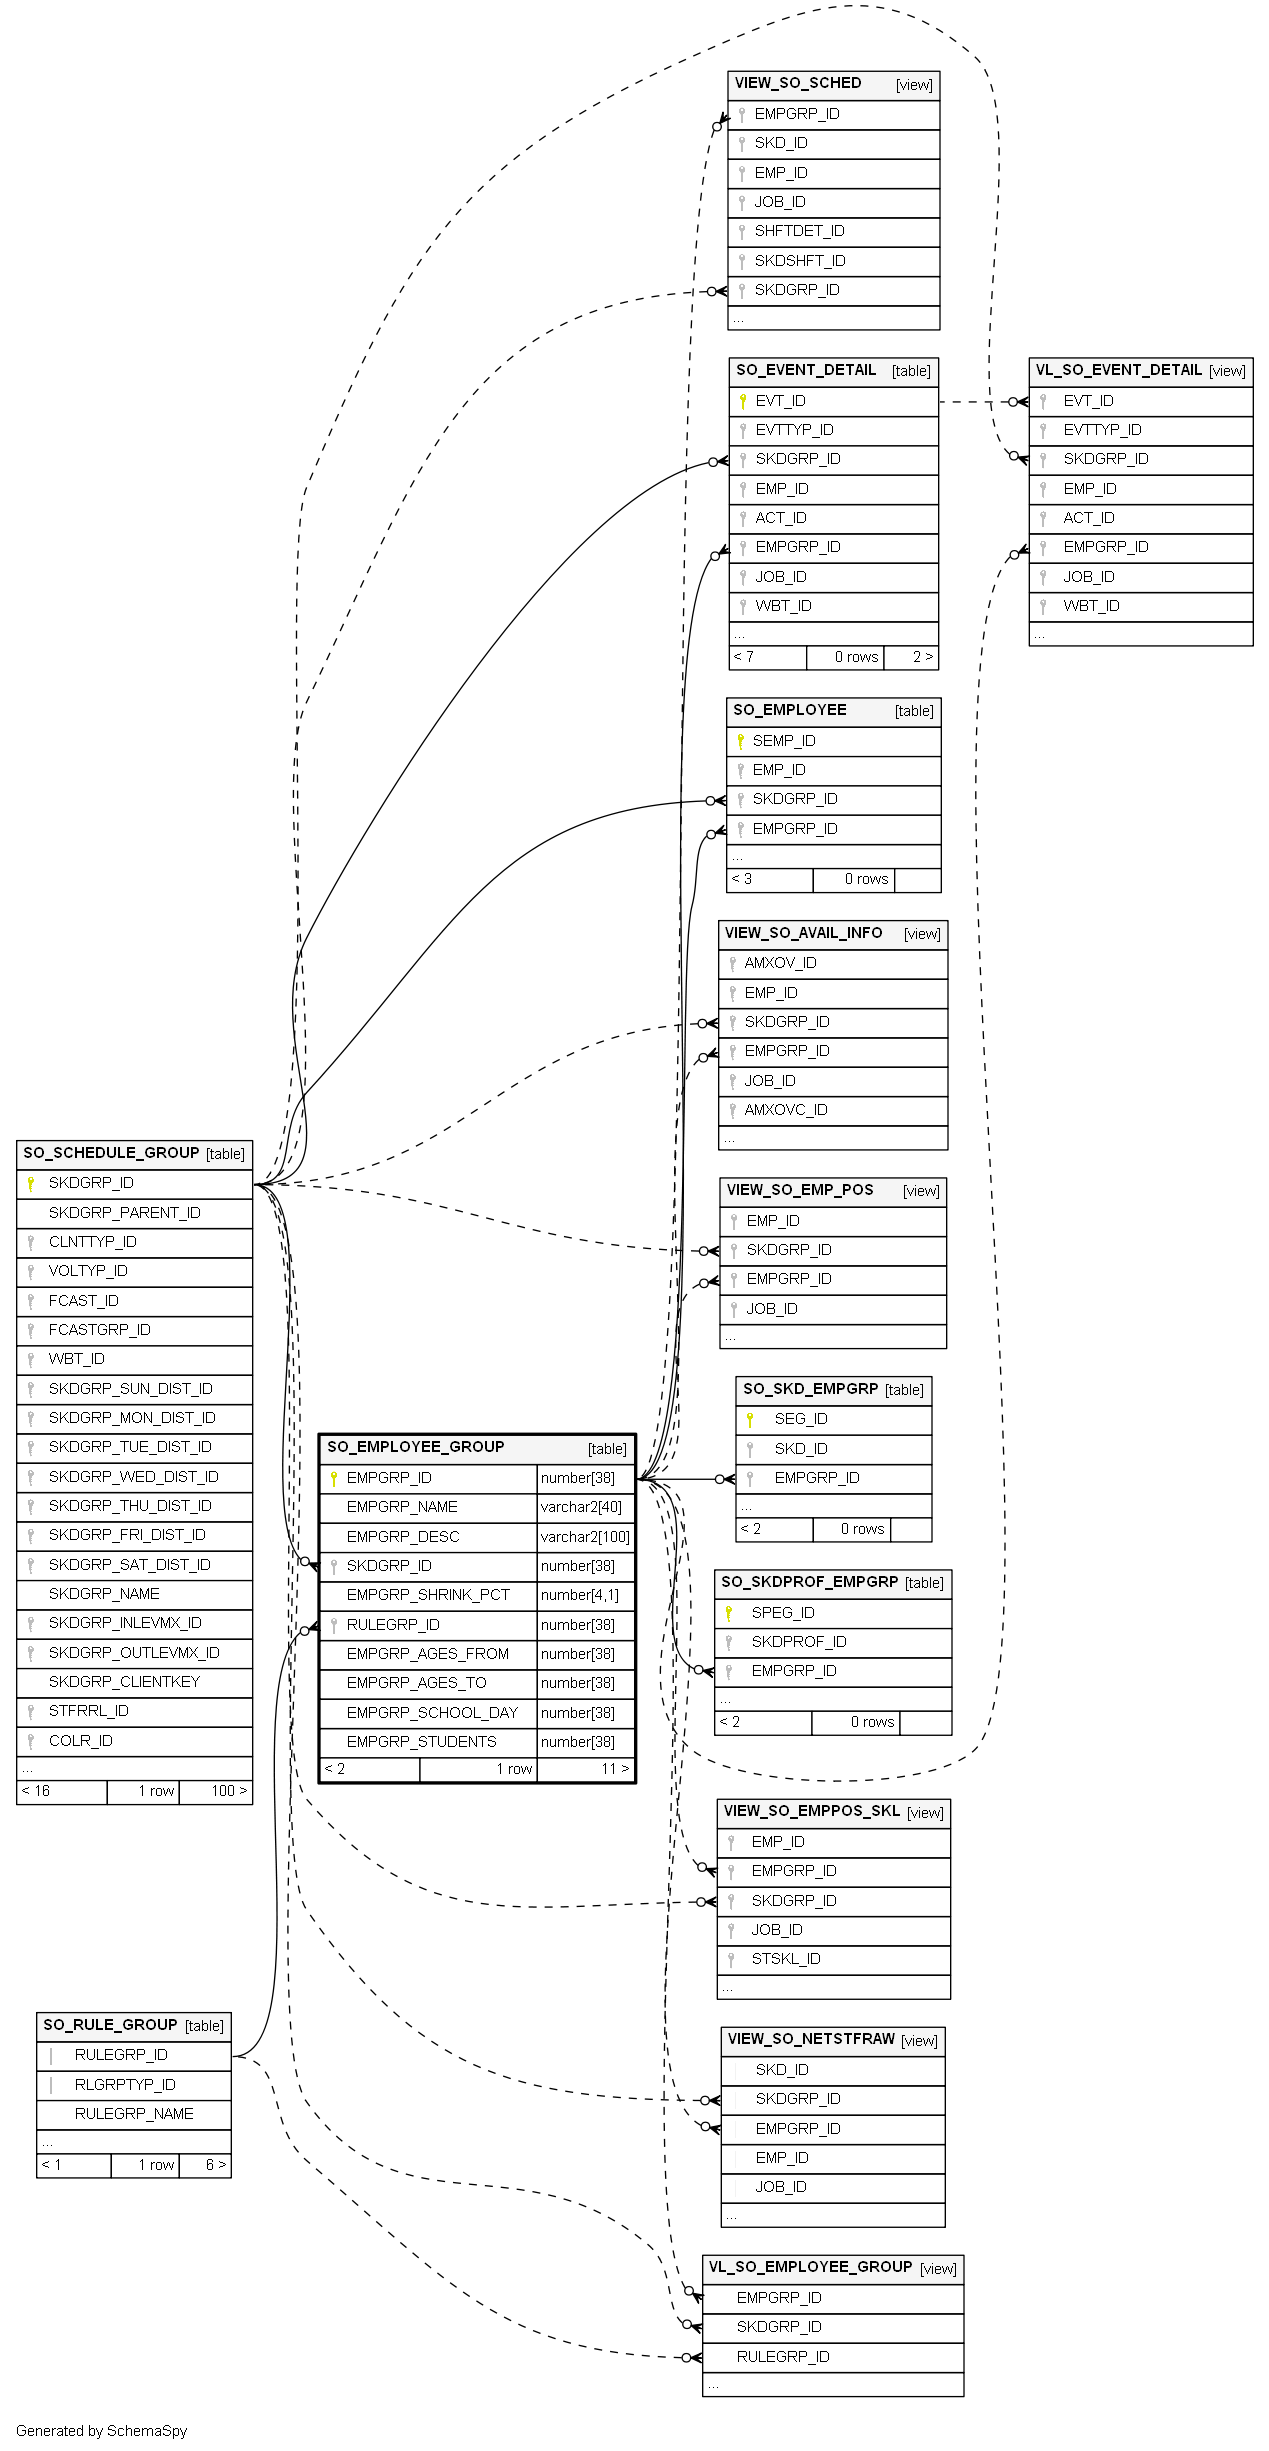 VIEW_SO_SCHED [view]
EMPGRP_ID
SKD_ID
EMP_ID
JOB_ID
SHFTDET_ID
SKDSHFT_ID
SKDGRP_ID
...
SO_EVENT_DETAIL [table]
EVT_ID
EVTTYP_ID
SKDGRP_ID
EMP_ID
ACT_ID
EMPGRP_ID
JOB_ID
WBT_ID
...
< 7 0 rows 2 >
VL_SO_EVENT_DETAIL [view]
EVT_ID
EVTTYP_ID
SKDGRP_ID
EMP_ID
ACT_ID
EMPGRP_ID
JOB_ID
WBT_ID
...
SO_EMPLOYEE [table]
SEMP_ID
EMP_ID
SKDGRP_ID
EMPGRP_ID
...
< 3 0 rows
VIEW_SO_AVAIL_INFO [view]
AMXOV_ID
EMP_ID
SKDGRP_ID
EMPGRP_ID
JOB_ID
AMXOVC_ID
...
SO_SCHEDULE_GROUP [table]
SKDGRP_ID
SKDGRP_PARENT_ID
CLNTTYP_ID
VOLTYP_ID
FCAST_ID
FCASTGRP_ID
WBT_ID
SKDGRP_SUN_DIST_ID
SKDGRP_MON_DIST_ID
SKDGRP_TUE_DIST_ID
SKDGRP_WED_DIST_ID
SKDGRP_THU_DIST_ID
SKDGRP_FRI_DIST_ID
SKDGRP_SAT_DIST_ID
SKDGRP_NAME
SKDGRP_INLEVMX_ID
SKDGRP_OUTLEVMX_ID
SKDGRP_CLIENTKEY
STFRRL_ID
COLR_ID
...
< 16 1 row 100 >
VIEW_SO_EMP_POS [view]
EMP_ID
SKDGRP_ID
EMPGRP_ID
JOB_ID
...
SO_SKD_EMPGRP [table]
SEG_ID
SKD_ID
EMPGRP_ID
...
< 2 0 rows
SO_EMPLOYEE_GROUP [table]
EMPGRP_ID number[38]
EMPGRP_NAME varchar2[40]
EMPGRP_DESC varchar2[100]
SKDGRP_ID number[38]
EMPGRP_SHRINK_PCT number[4,1]
RULEGRP_ID number[38]
EMPGRP_AGES_FROM number[38]
EMPGRP_AGES_TO number[38]
EMPGRP_SCHOOL_DAY number[38]
EMPGRP_STUDENTS number[38]
< 2 1 row 11 >
SO_SKDPROF_EMPGRP [table]
SPEG_ID
SKDPROF_ID
EMPGRP_ID
...
< 2 0 rows
VIEW_SO_EMPPOS_SKL [view]
EMP_ID
EMPGRP_ID
SKDGRP_ID
JOB_ID
STSKL_ID
...
SO_RULE_GROUP [table]
RULEGRP_ID
RLGRPTYP_ID
RULEGRP_NAME
...
< 1 1 row 6 >
VIEW_SO_NETSTFRAW [view]
SKD_ID
SKDGRP_ID
EMPGRP_ID
EMP_ID
JOB_ID
...
VL_SO_EMPLOYEE_GROUP [view]
EMPGRP_ID
SKDGRP_ID
RULEGRP_ID
...
Generated by SchemaSpy